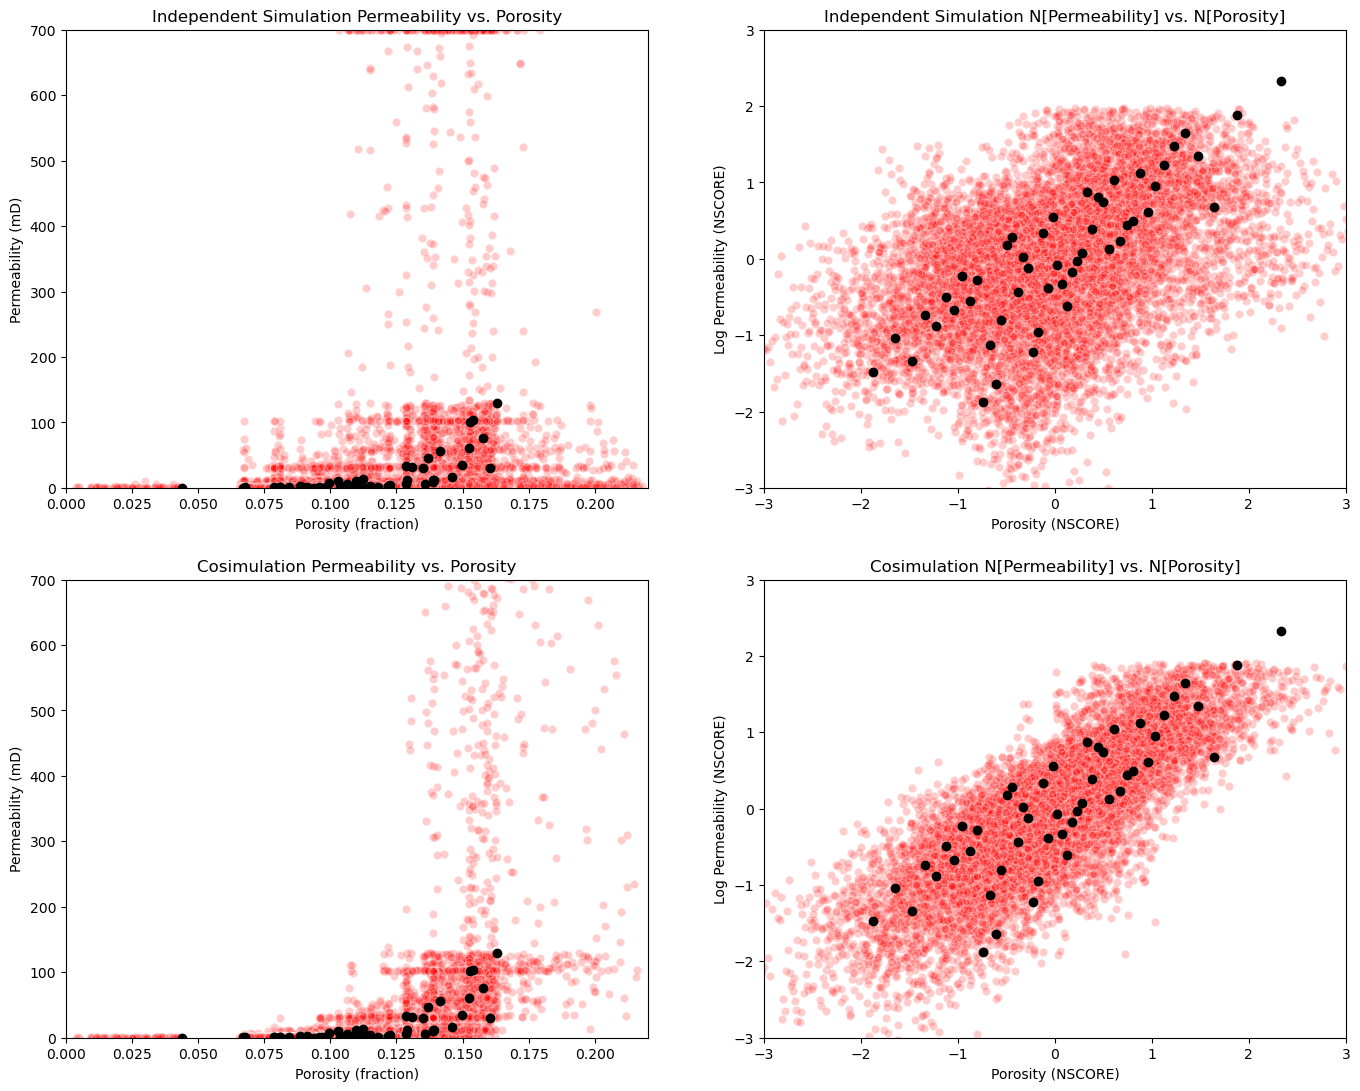 Independent Simulation Permeability vs. Porosity
700
600
500
400
300
200
100
0
Permeability (mD)
0.000 0.025 0.050 0.075 0.100 0.125 0.150 0.175 0.200
Porosity (fraction)
Independent Simulation N[Permeability] vs. N[Porosity]
3
2
1
0
−1
−2
−3
Log Permeability (NSCORE)
−3 −2 −1 0 1 2 3
Porosity (NSCORE)
Cosimulation Permeability vs. Porosity
700
600
500
400
300
200
100
0
Permeability (mD)
0.000 0.025 0.050 0.075 0.100 0.125 0.150 0.175 0.200
Porosity (fraction)
Cosimulation N[Permeability] vs. N[Porosity]
3
2
1
0
−1
−2
−3
Log Permeability (NSCORE)
−3 −2 −1 0 1 2 3
Porosity (NSCORE)